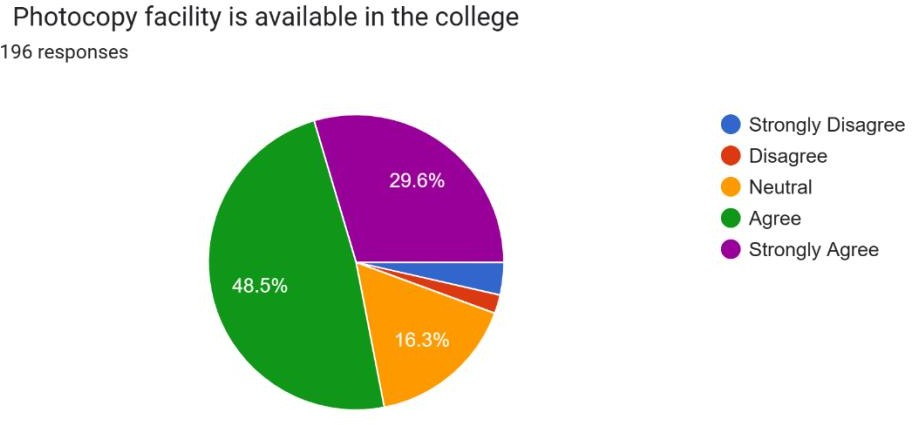 Photocopy facility is available in the college
196 responses
Strongly Disagree
Disagree
Neutral
Agree
Strongly Agree
29.6%
48.5%
16.3%